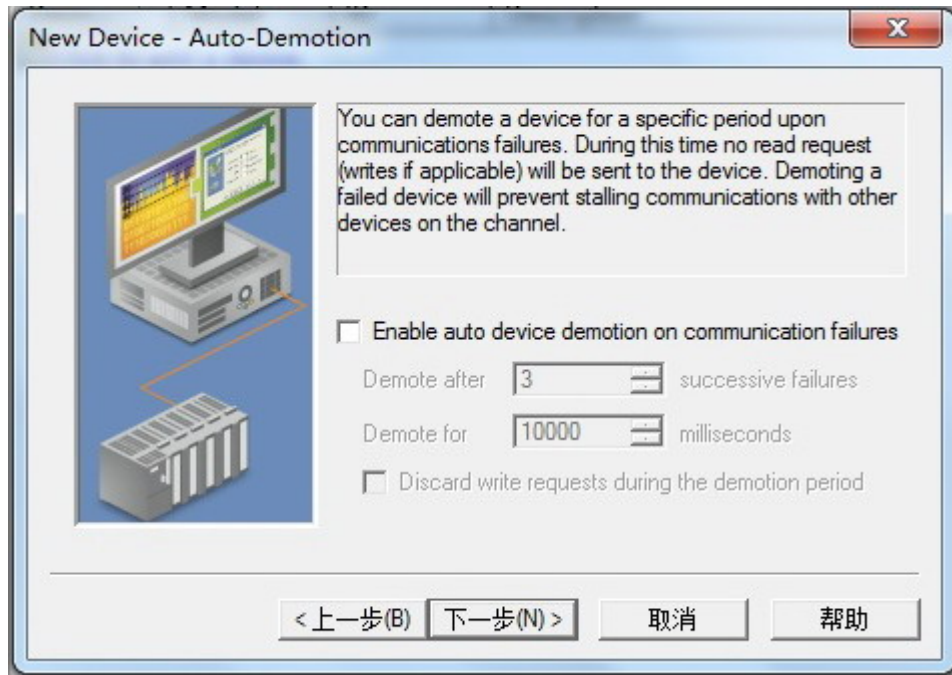 New Device - Auto-Demotion
You can demote a device for a specific period upon
communications failures. During this time no read request
(writes if applicable) will be sent to the device. Demoting a
failed device will prevent stalling communications with other
devices on the channel.
Enable auto device demotion on communication failures
Demote after 3 successive failures
Demote for 10000 milliseconds
Discard write requests during the demotion period
<上一步(B) 下一步(N)> 取消 帮助